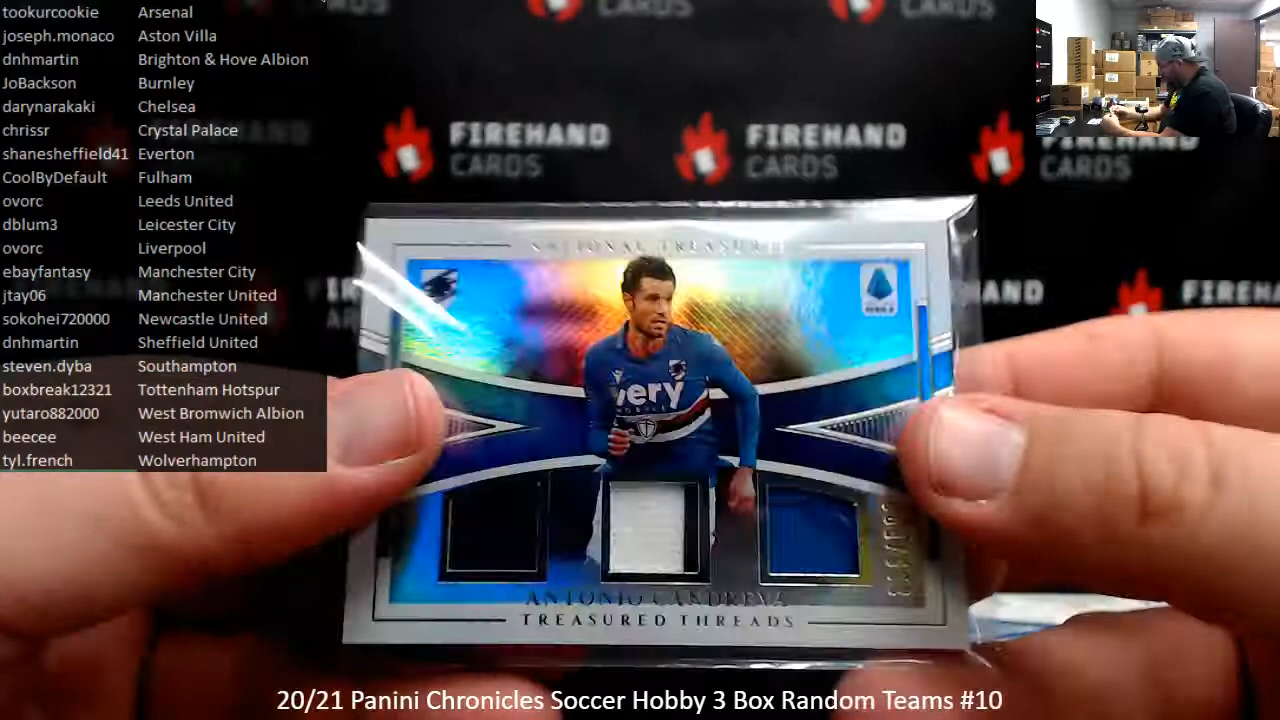 tookurcookie Arsenal
joseph.monaco Aston Villa
dnhmartin Brighton & Hove Albion
JoBackson Burnley
darynarakaki Chelsea
chrissr Crystal Palace
shanesheffield41 Everton
CoolByDefault Fulham
ovorc Leeds United
dblum3 Leicester City
ovorc Liverpool
ebayfantasy Manchester City
jtay06 Manchester United
sokohei720000 Newcastle United
dnhmartin Sheffield United
steven.dyba Southampton
boxbreak12321 Tottenham Hotspur
yutaro882000 West Bromwich Albion
beecee West Ham United
tyl.french Wolverhampton
CARDS
CARDS
CARDS
FIREHAND
CARDS
FIREHAND
CARDS
FIREHAND
CARDS
NATIONAL TREASURES
very
MOBILE
ANTONIO CANDREVA
TREASURED THREADS
HAND
FIREHAND
20/21 Panini Chronicles Soccer Hobby 3 Box Random Teams #10